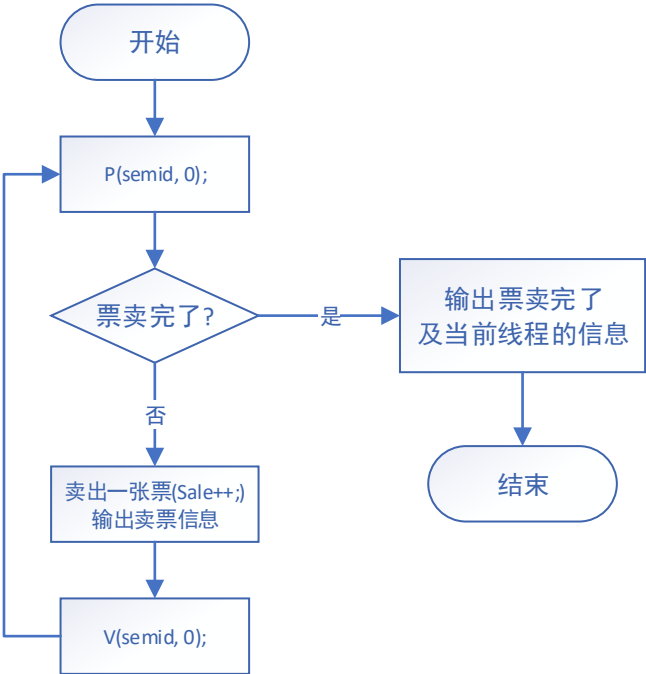 开始
P(semid, 0);
票卖完了?
是
输出票卖完了
及当前线程的信息
否
卖出一张票(Sale++;)
输出卖票信息
结束
V(semid, 0);